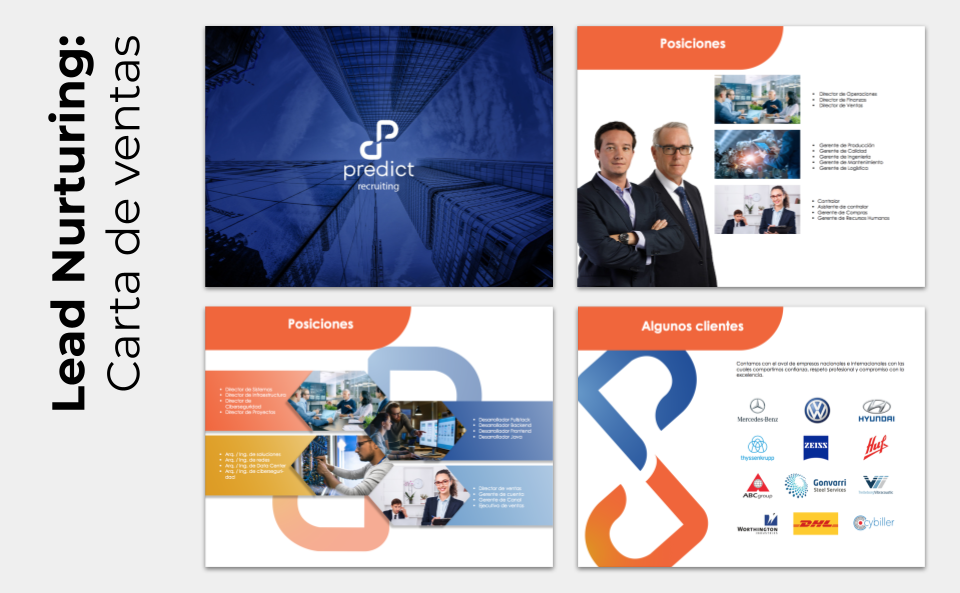 Lead Nurturing:
Carta de ventas
predict
recruiting
Posiciones
• Director de Operaciones
• Director de Finanzas
• Director de Ventas
• Gerente de Producción
• Gerente de Calidad
• Gerente de Ingeniería
• Gerente de Mantenimiento
• Gerente de Logística
• Contralor
• Asistente de contralor
• Gerente de Compras
• Gerente de Recursos Humanos
Posiciones
• Director de Sistemas
• Director de Infraestructura
• Director de
Ciberseguridad
• Director de Proyectos
• Desarrollador Fullstack
• Desarrollador Backend
• Desarrollador Frontend
• Desarrollador Java
• Arq. / Ing. de soluciones
• Arq. / Ing. de redes
• Arq. / Ing. de Data Center
• Arq. / Ing. de ciberseguri-
dad
• Director de ventas
• Gerente de cuenta
• Gerente de Canal
• Ejecutivo de ventas
Algunos clientes
Contamos con el aval de empresas nacionales e internacionales con las
cuales compartimos confianza, respeto profesional y compromiso con la
excelencia.
Mercedes-Benz
HYUNDAI
thyssenkrupp
ZEISS
Huf
ABCgroup
Gonvarri
Steel Services
WORTHINGTON
INDUSTRIES
DHL
cybiller